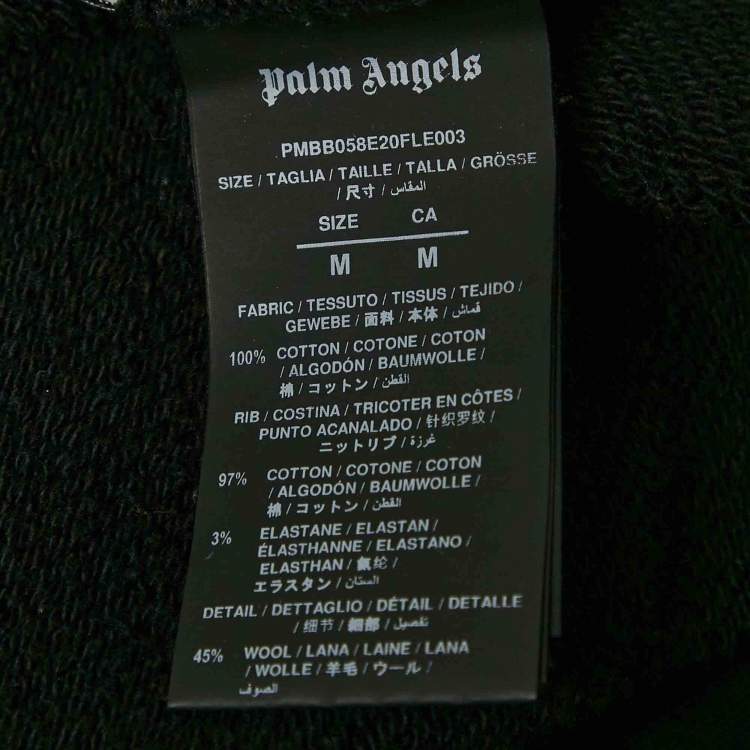 Palm Angels
PMBB058E20FLE003
SIZE / TAGLIA / TAILLE / TALLA / GRÖSSE
/ 尺寸 / المقاس
SIZE CA
M M
FABRIC / TESSUTO / TISSUS / TEJIDO /
GEWEBE / 面料 / 本体 / قماش
100% COTTON / COTONE / COTON
/ ALGODÓN / BAUMWOLLE /
棉 / コットン / القطن
RIB / COSTINA / TRICOTER EN CÔTES /
PUNTO ACANALADO / 针织罗纹 /
ニットリブ / غرزة
97% COTTON / COTONE / COTON
/ ALGODÓN / BAUMWOLLE /
棉 / コットン / القطن
3% ELASTANE / ELASTAN /
ÉLASTHANNE / ELASTANO /
ELASTHAN / 氨纶 /
エラスタン / الستان
DETAIL / DETTAGLIO / DÉTAIL / DETALLE
/ 细节 / 細部 / تفصيل
45% WOOL / LANA / LAINE / LANA
/ WOLLE / 羊毛 / ウール /
الصوف